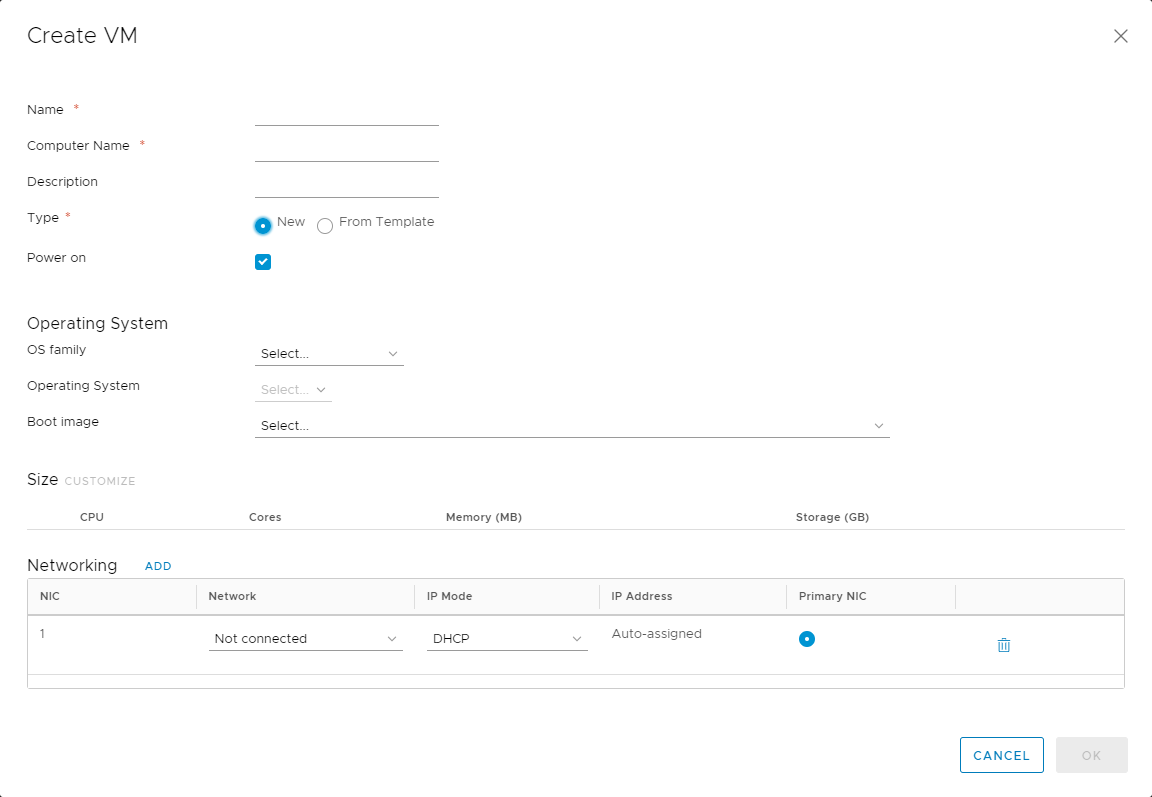 Create VM
Name *
Computer Name *
Description
Type * New From Template
Power on
Operating System
OS family Select...
Operating System Select...
Boot image Select...
Size CUSTOMIZE
CPU Cores Memory (MB) Storage (GB)
Networking ADD
NIC Network IP Mode IP Address Primary NIC
1 Not connected DHCP Auto-assigned
CANCEL OK